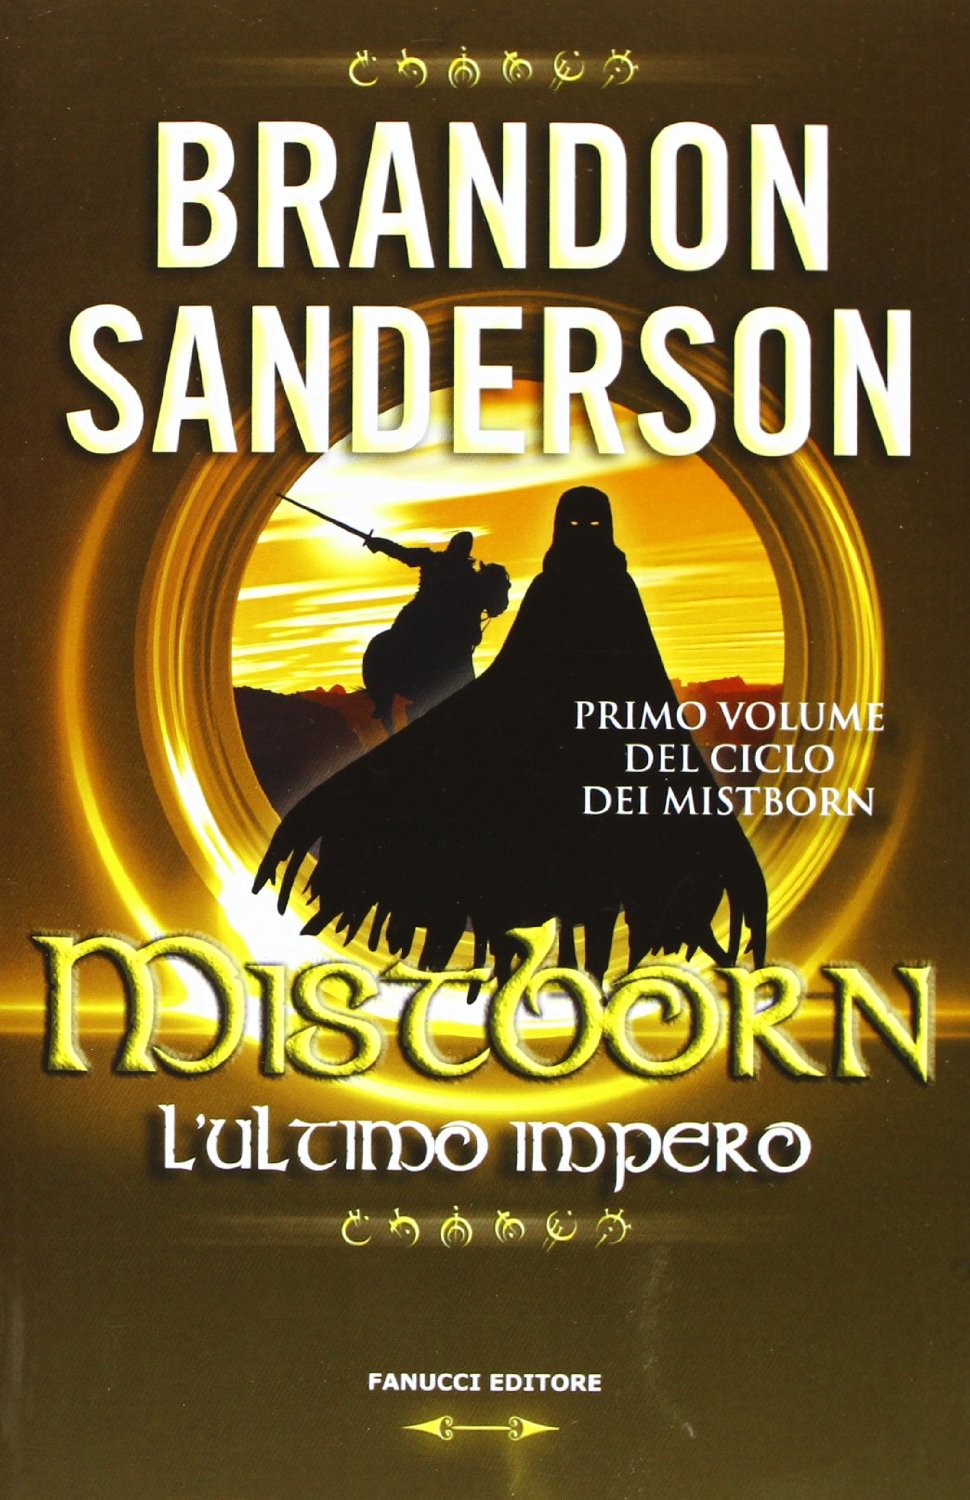 BRANDON
SANDERSON
PRIMO VOLUME
DEL CICLO
DEI MISTBORN
MISTBORN
L'ULTIMO IMPERO
FANUCCI EDITORE